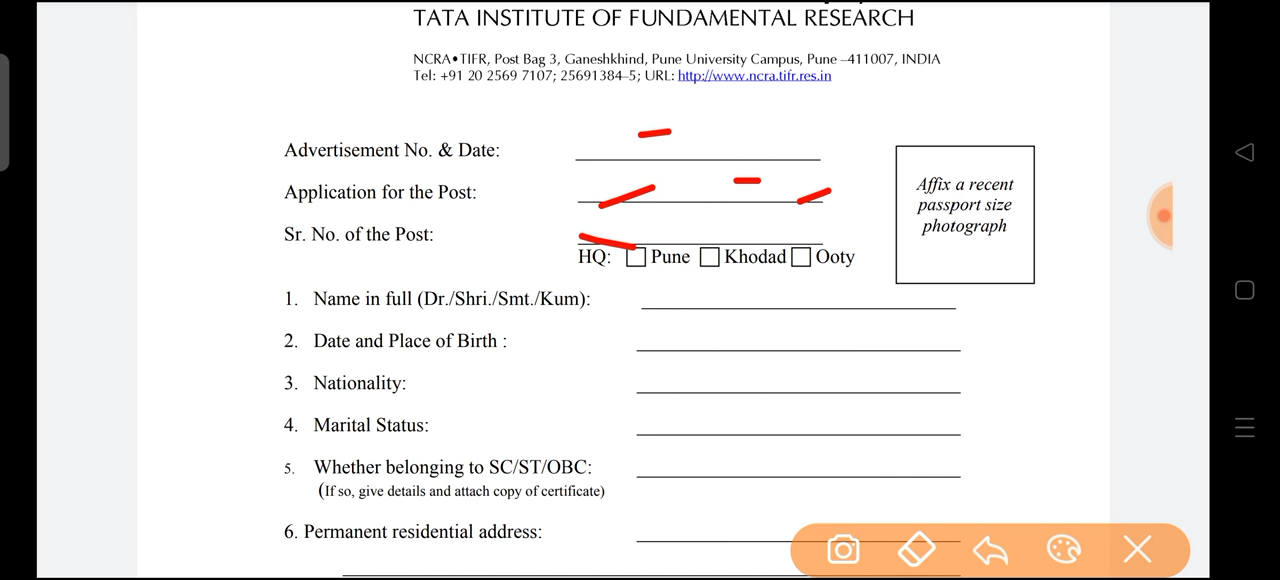 TATA INSTITUTE OF FUNDAMENTAL RESEARCH
NCRA•TIFR, Post Bag 3, Ganeshkhind, Pune University Campus, Pune –411007, INDIA
Tel: +91 20 2569 7107; 25691384–5; URL: http://www.ncra.tifr.res.in
Advertisement No. & Date:
Application for the Post:
Sr. No. of the Post:
HQ: Pune Khodad Ooty
Affix a recent
passport size
photograph
1. Name in full (Dr./Shri./Smt./Kum):
2. Date and Place of Birth :
3. Nationality:
4. Marital Status:
5. Whether belonging to SC/ST/OBC:
(If so, give details and attach copy of certificate)
6. Permanent residential address: